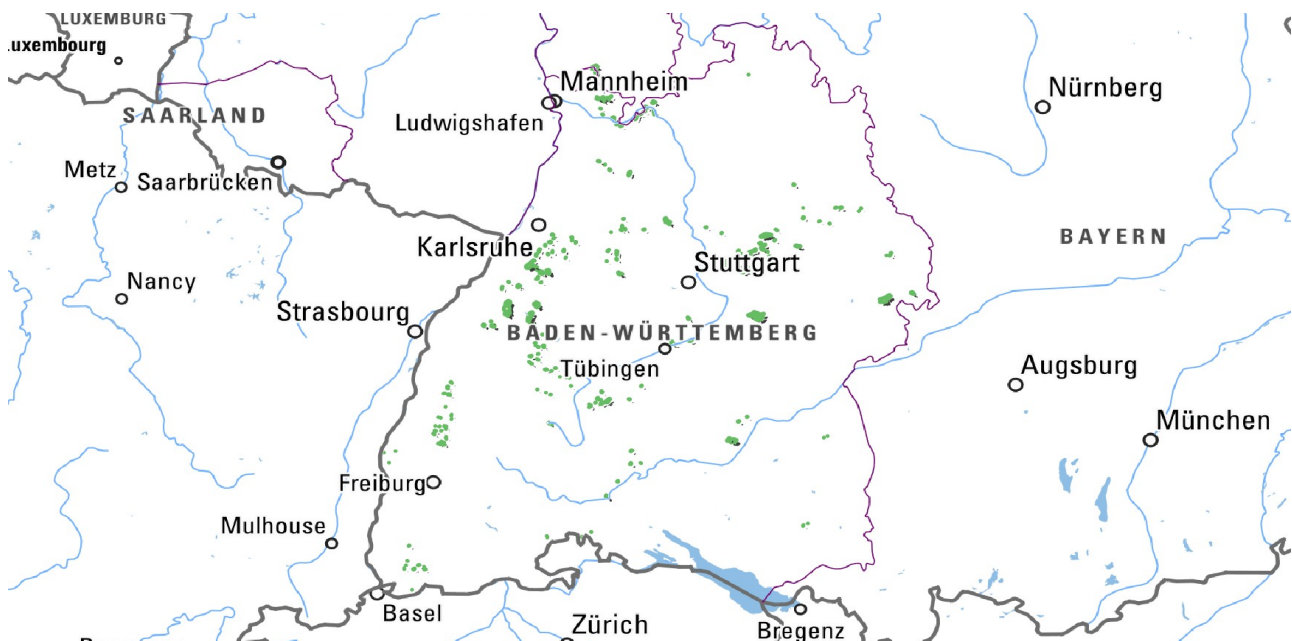 LUXEMBURG
Luxembourg
Mannheim
Nürnberg
SAARLAND
Ludwigshafen
Metz
Saarbrücken
Karlsruhe
BAYERN
Stuttgart
Nancy
Strasbourg
BADEN-WÜRTTEMBERG
Tübingen
Augsburg
München
Freiburg
Mulhouse
Basel
Zürich
Bregenz